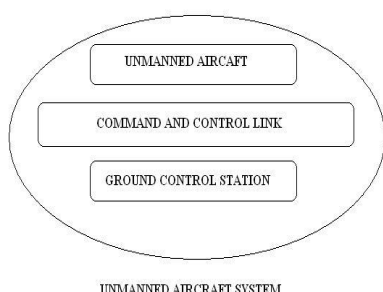 UNMANNED AIRCAFT
COMMAND AND CONTROL LINK
GROUND CONTROL STATION
UNMANNED AIRCRAFT SYSTEM